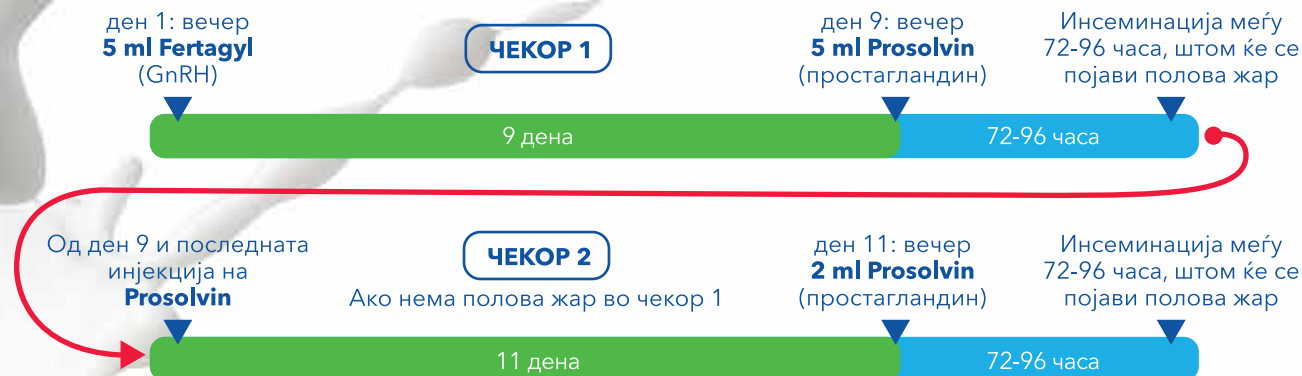 ден 1: вечер
5 ml Fertagyl
(GnRH)
ЧЕКОР 1
ден 9: вечер
5 ml Prosolvin
(простагландин)
Инсеминација меѓу
72-96 часа, штом ќе се
појави полова жар
9 дена
72-96 часа
Од ден 9 и последната
инјекција на
Prosolvin
ЧЕКОР 2
Ако нема полова жар во чекор 1
ден 11: вечер
2 ml Prosolvin
(простагландин)
Инсеминација меѓу
72-96 часа, штом ќе се
појави полова жар
11 дена
72-96 часа